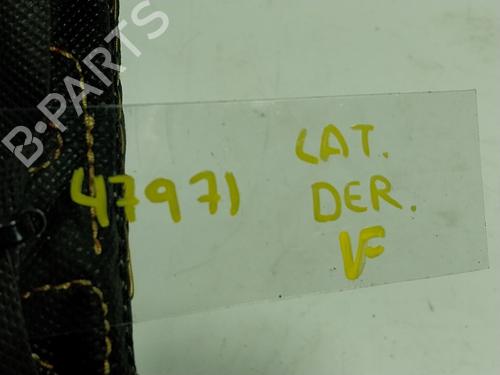 B-PARTS
47971
LAT.
DER.
VF